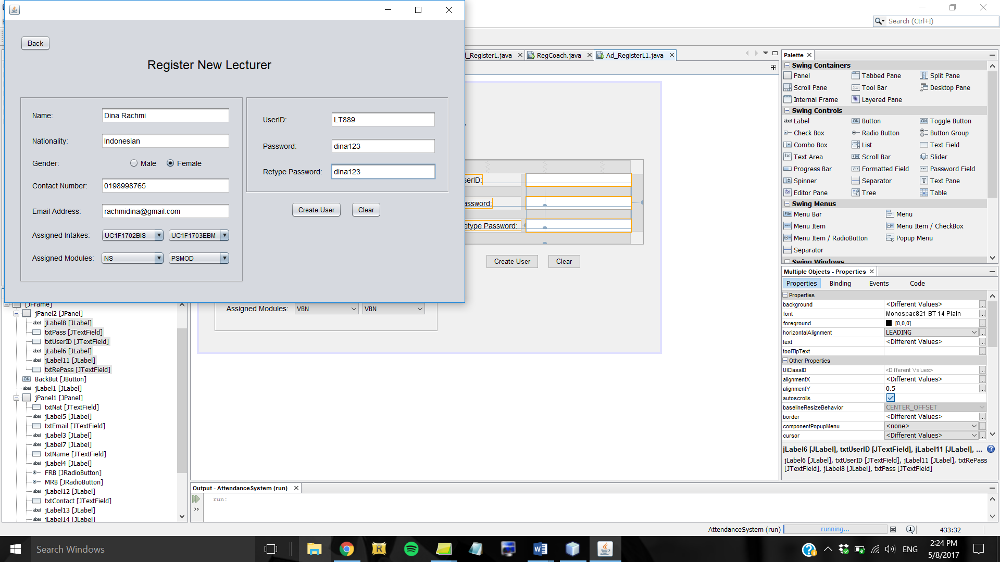 Back
Register New Lecturer
Name:
Dina Rachmi
Nationality:
Indonesian
Gender:
Male
Female
Contact Number:
0198998765
Email Address:
rachmidina@gmail.com
Assigned Intakes:
UC1F1702BIS
UC1F1703EBM
Assigned Modules:
NS
PSMOD
UserID:
LT889
Password:
dina123
Retype Password:
dina123
Create User
Clear
Search (Ctrl+I)
_RegisterL.java
RegCoach.java
Ad_RegisterL1.java
serID:
assword:
etype Password:
Create User
Clear
Assigned Modules:
VBN
VBN
[JFrame]
jPanel2 [JPanel]
jLabel8 [JLabel]
txtPass [JTextField]
txtUserID [JTextField]
jLabel6 [JLabel]
jLabel11 [JLabel]
txtRePass [JTextField]
BackBut [JButton]
jLabel1 [JLabel]
jPanel1 [JPanel]
txtNat [JTextField]
jLabel5 [JLabel]
txtEmail [JTextField]
jLabel3 [JLabel]
jLabel7 [JLabel]
txtName [JTextField]
jLabel4 [JLabel]
FRB [JRadioButton]
MRB [JRadioButton]
jLabel12 [JLabel]
txtContact [JTextField]
jLabel13 [JLabel]
jLabel14 [JLabel]
Output - AttendanceSystem (run)
run:
Palette
Swing Containers
Panel
Tabbed Pane
Split Pane
Scroll Pane
Tool Bar
Desktop Pane
Internal Frame
Layered Pane
Swing Controls
Label
Button
Toggle Button
Check Box
Radio Button
Button Group
Combo Box
List
Text Field
Text Area
Scroll Bar
Slider
Progress Bar
Formatted Field
Password Field
Spinner
Separator
Text Pane
Editor Pane
Tree
Table
Swing Menus
Menu Bar
Menu
Menu Item
Menu Item / CheckBox
Menu Item / RadioButton
Popup Menu
Separator
Swing Windows
Multiple Objects - Properties
Properties
Binding
Events
Code
Properties
background
<Different Values>
font
Monospac821 BT 14 Plain
foreground
[0,0,0]
horizontalAlignment
LEADING
text
<Different Values>
toolTipText
Other Properties
UIClassID
<Different Values>
alignmentX
<Different Values>
alignmentY
0.5
autoscrolls
baselineResizeBehavior
CENTER_OFFSET
border
<Different Values>
componentPopupMenu
<none>
cursor
<Different Values>
jLabel6 [JLabel], txtUserID [JTextField], jLabel11 [JLabel], ...
jLabel6 [JLabel], txtUserID [JTextField], jLabel11 [JLabel], txtRePass
[JTextField], jLabel8 [JLabel], txtPass [JTextField]
AttendanceSystem (run)
running...
433:32
Search Windows
ENG
2:24 PM
5/8/2017